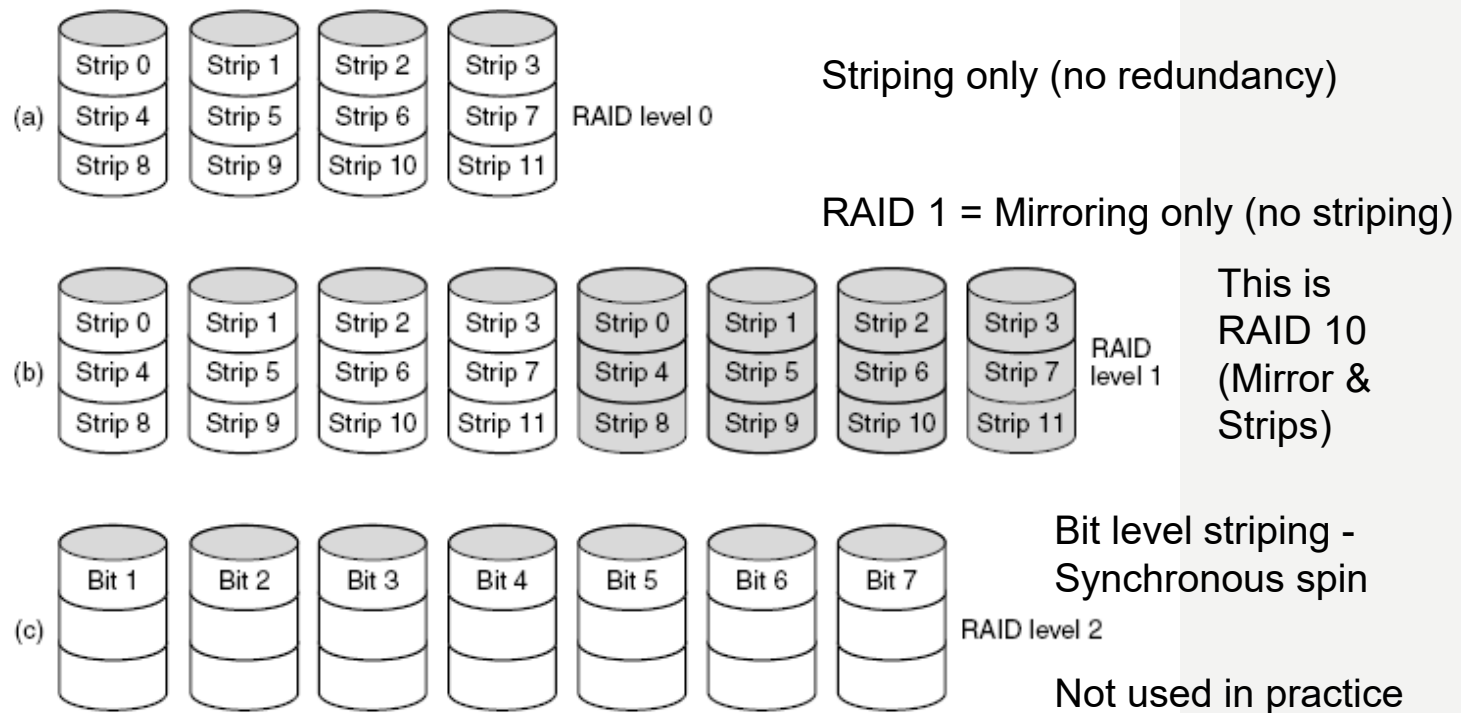 Strip 0 Strip 1 Strip 2 Strip 3
Striping only (no redundancy)
(a) Strip 4 Strip 5 Strip 6 Strip 7 RAID level 0
Strip 8 Strip 9 Strip 10 Strip 11
RAID 1 = Mirroring only (no striping)
Strip 0 Strip 1 Strip 2 Strip 3 Strip 0 Strip 1 Strip 2 Strip 3
(b) Strip 4 Strip 5 Strip 6 Strip 7 Strip 4 Strip 5 Strip 6 Strip 7
Strip 8 Strip 9 Strip 10 Strip 11 Strip 8 Strip 9 Strip 10 Strip 11
RAID
level 1
This is
RAID 10
(Mirror &
Strips)
Bit 1 Bit 2 Bit 3 Bit 4 Bit 5 Bit 6 Bit 7
(c) RAID level 2
Bit level striping -
Synchronous spin
Not used in practice